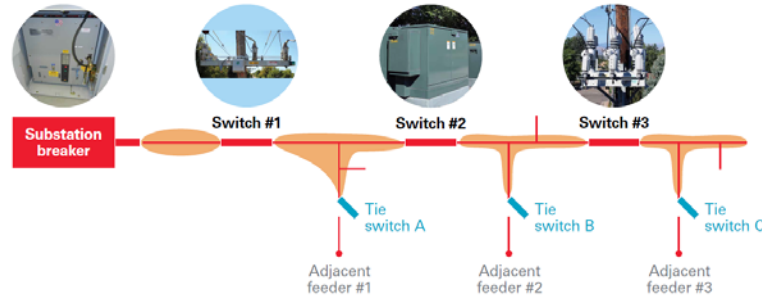 Substation
breaker
Switch #1
Switch #2
Switch #3
Tie
switch A
Tie
switch B
Tie
switch C
Adjacent
feeder #1
Adjacent
feeder #2
Adjacent
feeder #3